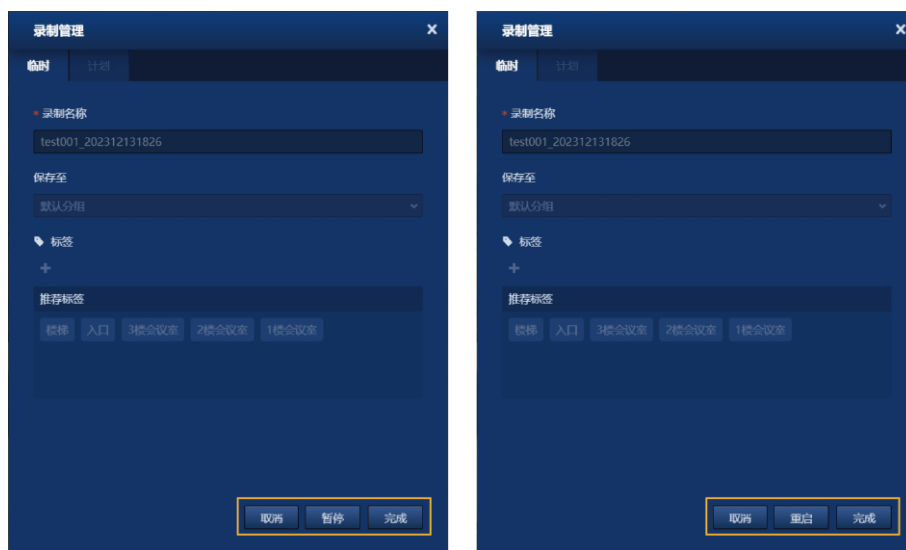 录制管理
临时 计划
* 录制名称
test001_202312131826
保存至
默认分组
标签
+
推荐标签
楼梯 入口 3楼会议室 2楼会议室 1楼会议室
取消 暂停 完成
录制管理
临时 计划
* 录制名称
test001_202312131826
保存至
默认分组
标签
+
推荐标签
楼梯 入口 3楼会议室 2楼会议室 1楼会议室
取消 重启 完成